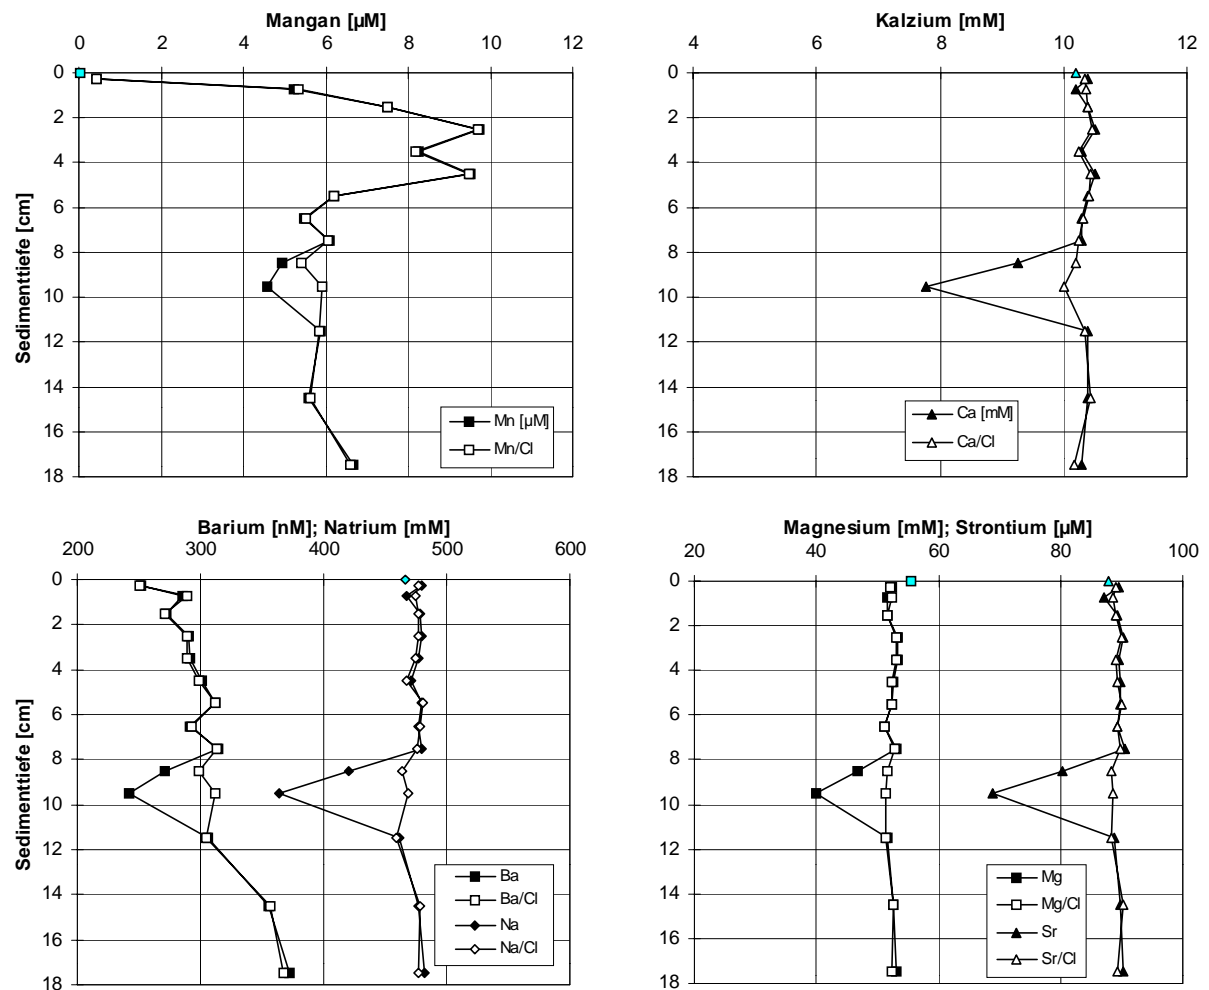 Mangan [µM]
0 2 4 6 8 10 12
0
2
4
6
8
10
12
14
16
18
Sedimenttiefe [cm]
Mn [µM]
Mn/Cl
Kalzium [mM]
4 6 8 10 12
0
2
4
6
8
10
12
14
16
18
Ca [mM]
Ca/Cl
Barium [nM]; Natrium [mM]
200 300 400 500 600
0
2
4
6
8
10
12
14
16
18
Sedimenttiefe [cm]
Ba
Ba/Cl
Na
Na/Cl
Magnesium [mM]; Strontium [µM]
20 40 60 80 100
0
2
4
6
8
10
12
14
16
18
Mg
Mg/Cl
Sr
Sr/Cl